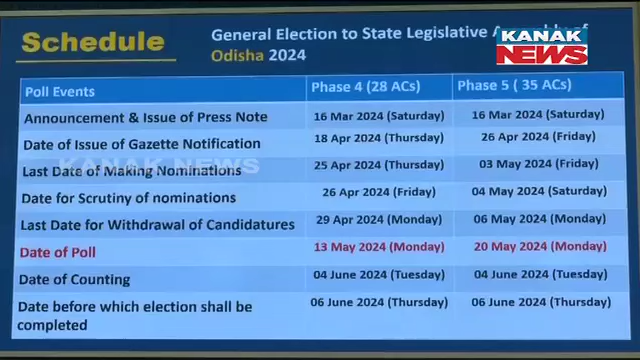 Schedule
General Election to State Legislative Assembly of
Odisha 2024
KANAK
NEWS
Poll Events Phase 4 (28 ACs) Phase 5 ( 35 ACs)
Announcement & Issue of Press Note 16 Mar 2024 (Saturday) 16 Mar 2024 (Saturday)
Date of Issue of Gazette Notification 18 Apr 2024 (Thursday) 26 Apr 2024 (Friday)
KANAK NEWS
Last Date of Making Nominations 25 Apr 2024 (Thursday) 03 May 2024 (Friday)
Date for Scrutiny of nominations 26 Apr 2024 (Friday) 04 May 2024 (Saturday)
Last Date for Withdrawal of Candidatures 29 Apr 2024 (Monday) 06 May 2024 (Monday)
Date of Poll 13 May 2024 (Monday) 20 May 2024 (Monday)
Date of Counting 04 June 2024 (Tuesday) 04 June 2024 (Tuesday)
Date before which election shall be 06 June 2024 (Thursday) 06 June 2024 (Thursday)
completed